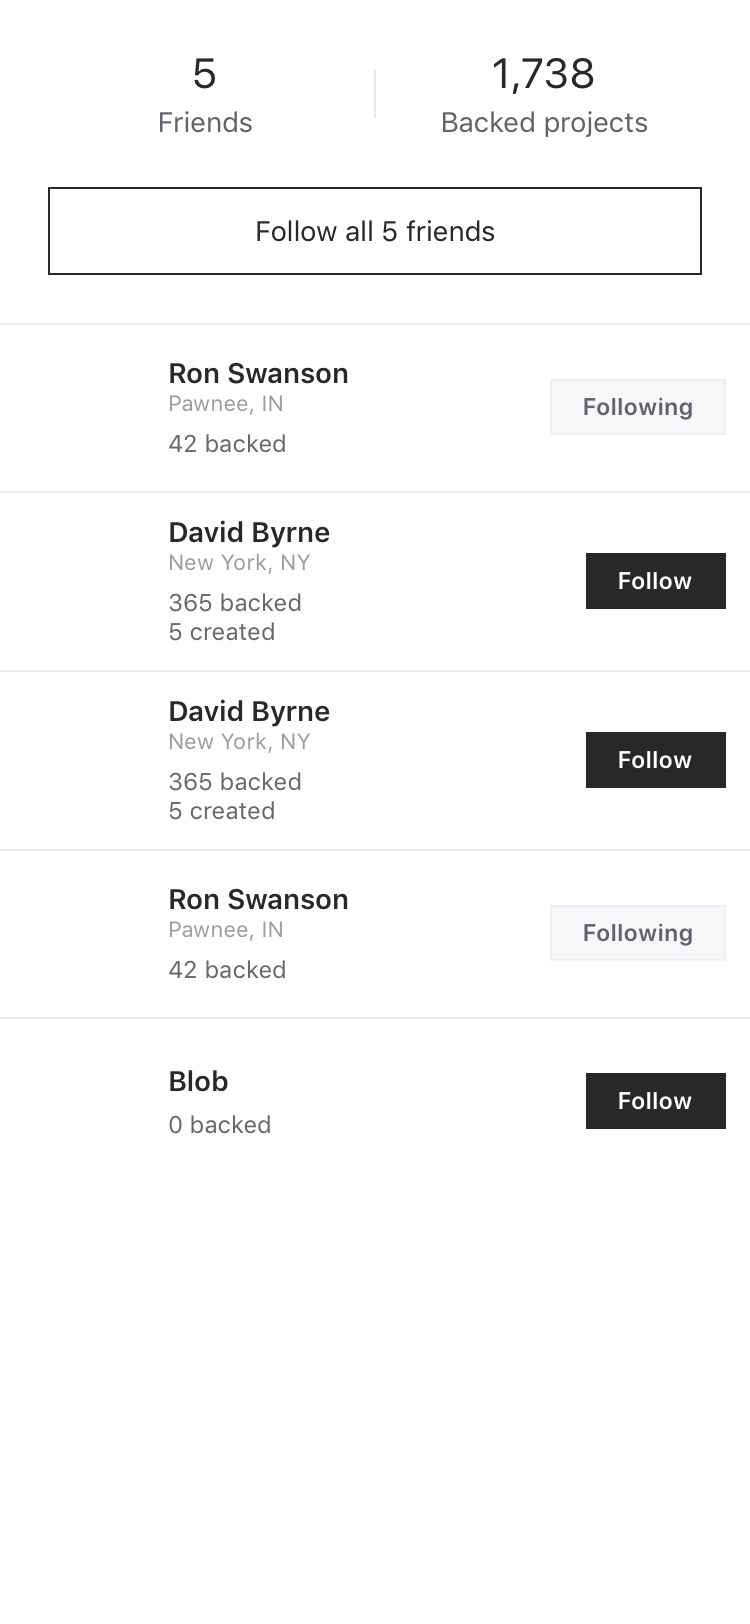 5
Friends
1,738
Backed projects
Follow all 5 friends
Ron Swanson
Pawnee, IN
42 backed
Following
David Byrne
New York, NY
365 backed
5 created
Follow
David Byrne
New York, NY
365 backed
5 created
Follow
Ron Swanson
Pawnee, IN
42 backed
Following
Blob
0 backed
Follow